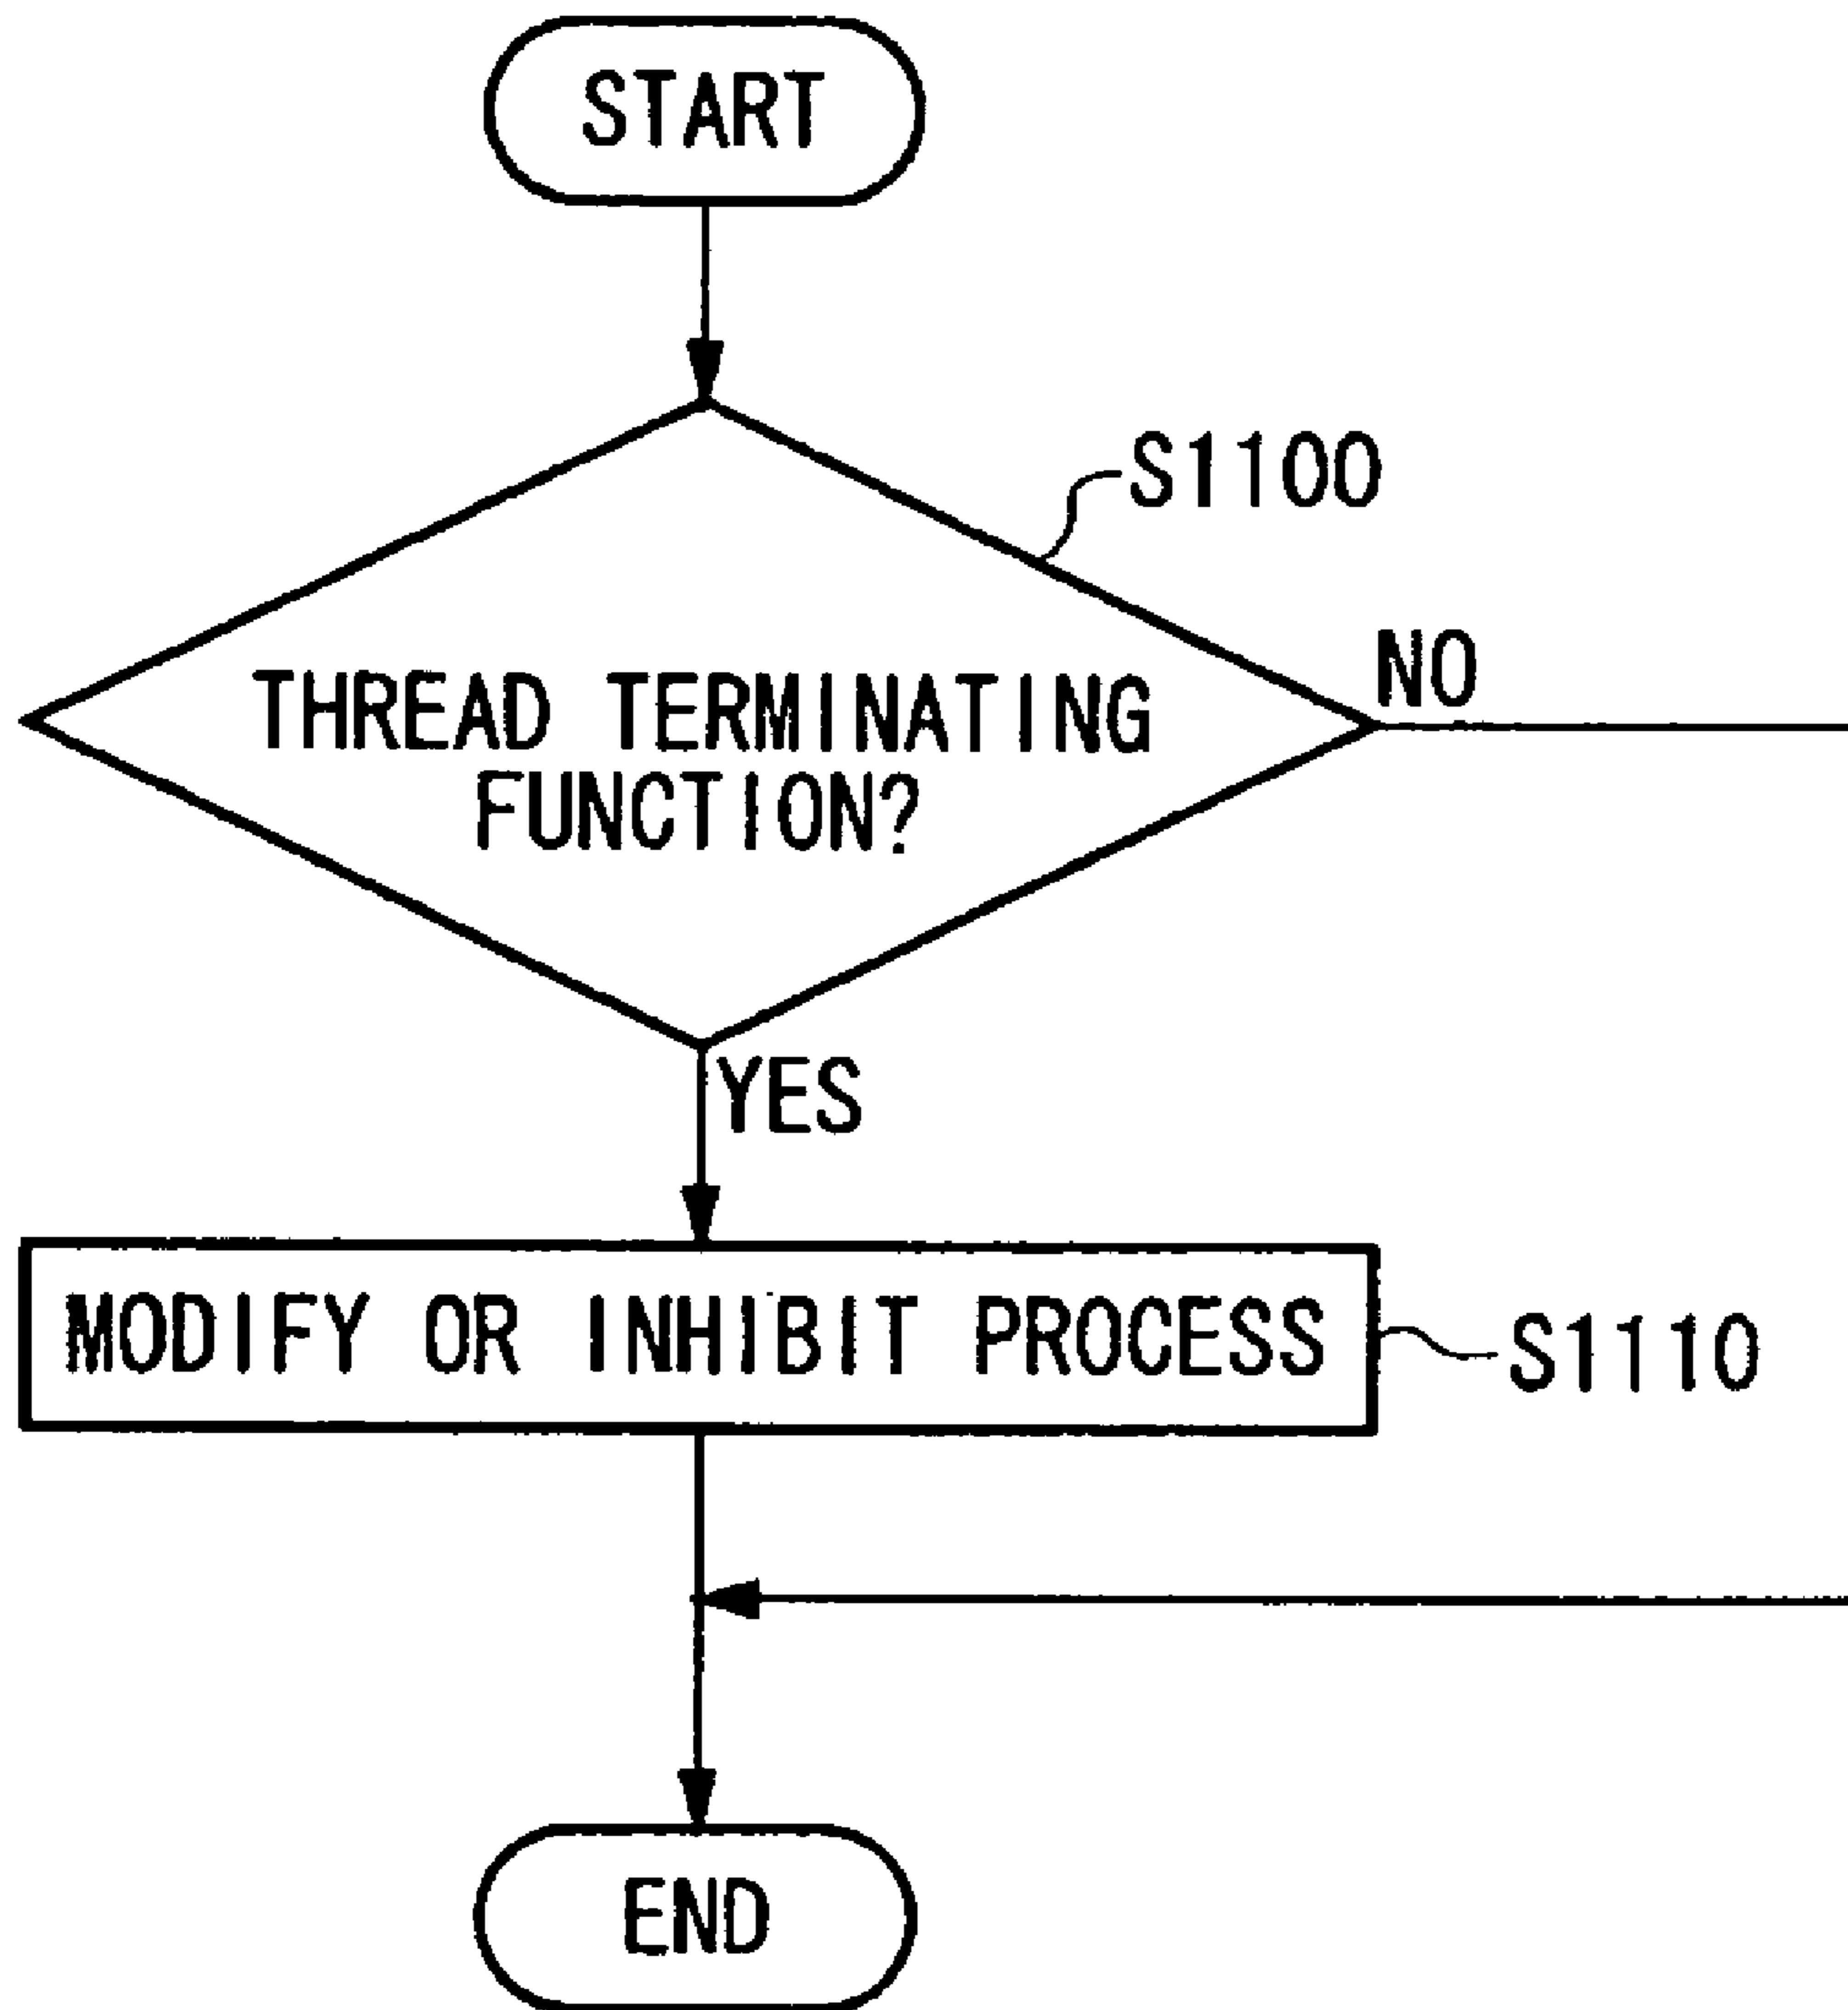 START
S1100
NO
THREAD TERMINATING
FUNCTION?
YES
MODIFY OR INHIBIT PROCESS
S1110
END